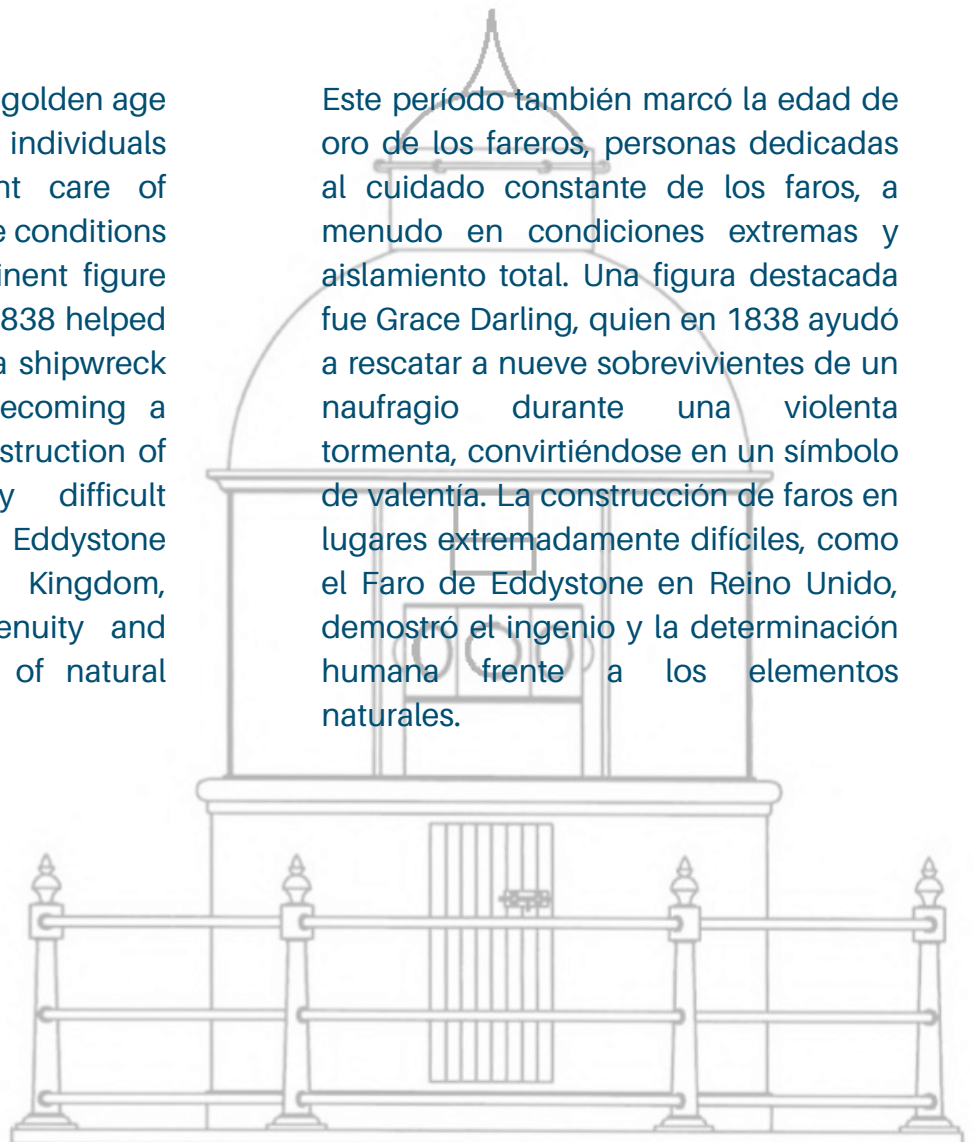 golden age
individuals
care of
conditions
figure
838 helped
a shipwreck
ecoming a
struction of
difficult
Eddystone
Kingdom,
enuity and
of natural
Este período también marcó la edad de
oro de los fareros, personas dedicadas
al cuidado constante de los faros, a
menudo en condiciones extremas y
aislamiento total. Una figura destacada
fue Grace Darling, quien en 1838 ayudó
a rescatar a nueve sobrevivientes de un
naufragio durante una violenta
tormenta, convirtiéndose en un símbolo
de valentía. La construcción de faros en
lugares extremadamente difíciles, como
el Faro de Eddystone en Reino Unido,
demostró el ingenio y la determinación
humana frente a los elementos
naturales.